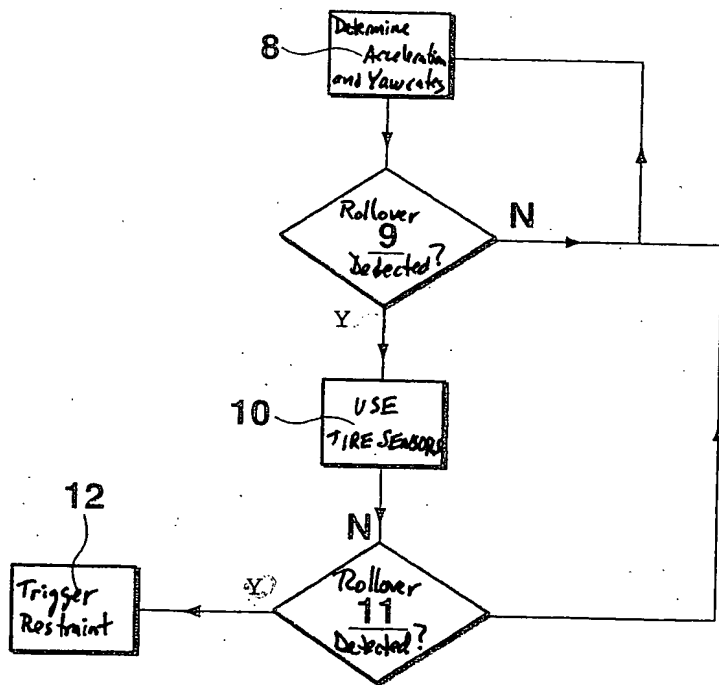 Determine
8
Acceleration
and Yawrates
Rollover
N
9
Detected?
Y
USE
10
TIRE SENSORS
12
N
Rollover
Y
Trigger
11
Restraint
Detected?